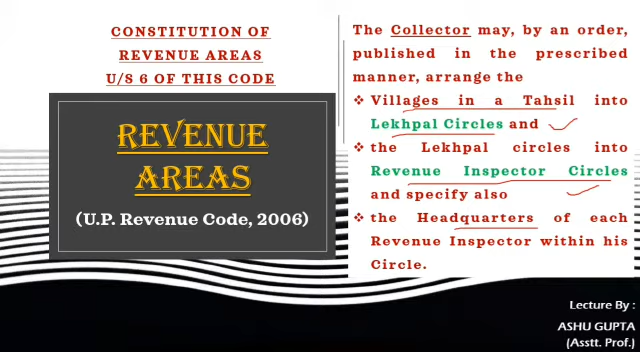 CONSTITUTION OF
REVENUE AREAS
U/S 6 OF THIS CODE
REVENUE
AREAS
(U.P. Revenue Code, 2006)
The Collector may, by an order,
published in the prescribed
manner, arrange the
❖ Villages in a Tahsil into
Lekhpal Circles and
❖ the Lekhpal circles into
Revenue Inspector Circles
and specify also
❖ the Headquarters of each
Revenue Inspector within his
Circle.
Lecture By :
ASHU GUPTA
(Asstt. Prof.)